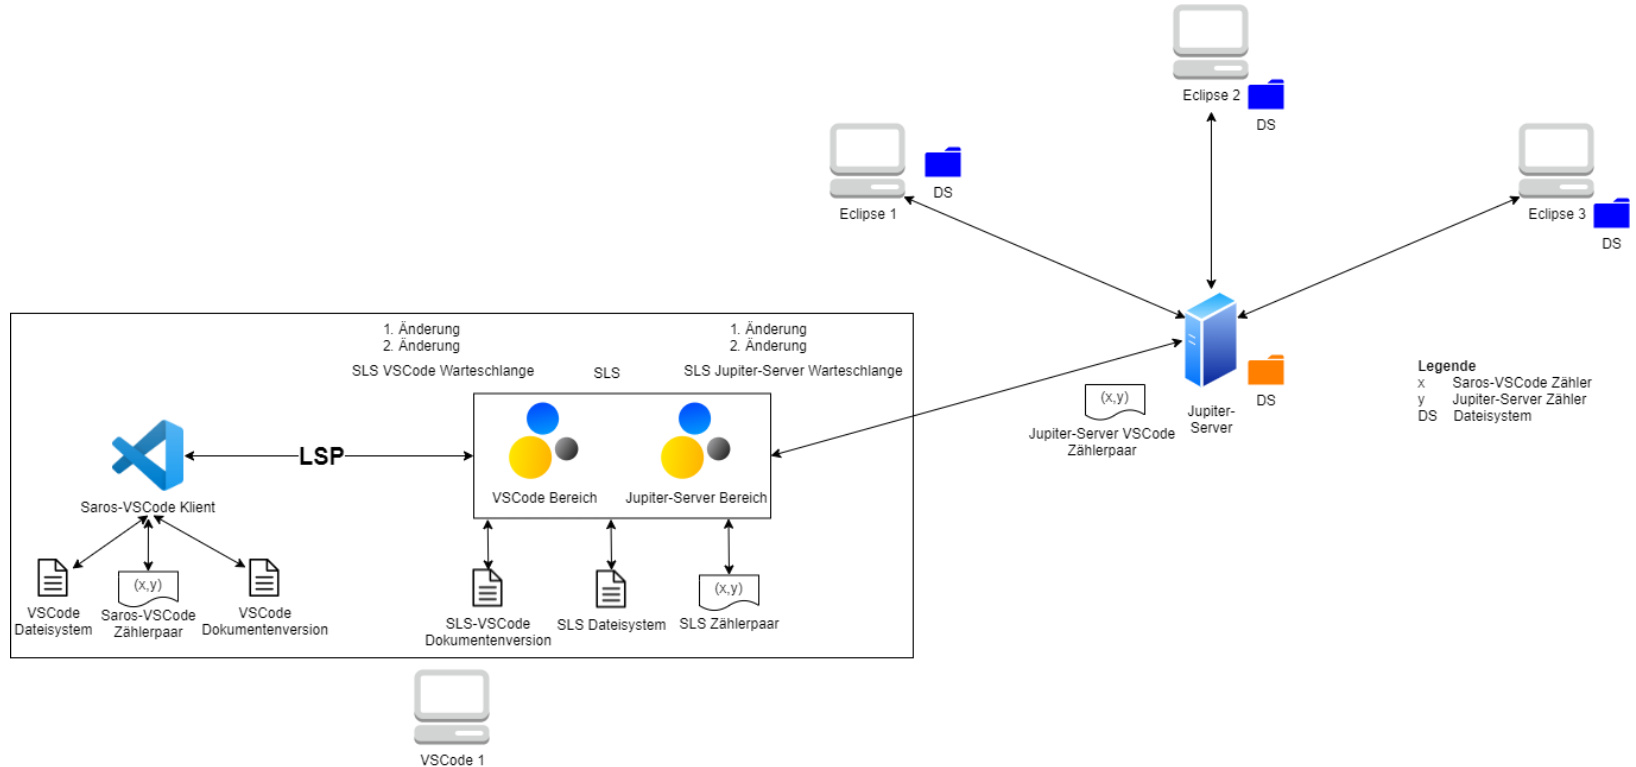 Eclipse 2
DS
Eclipse 1
DS
Eclipse 3
DS
1. Änderung
2. Änderung
SLS VSCode Warteschlange
SLS
1. Änderung
2. Änderung
SLS Jupiter-Server Warteschlange
LSP
VSCode Bereich
Jupiter-Server Bereich
Saros-VSCode Klient
VSCode
Dateisystem
(x,y)
Saros-VSCode
Zählerpaar
VSCode
Dokumentenversion
SLS-VSCode
Dokumentenversion
SLS Dateisystem
(x,y)
SLS Zählerpaar
VSCode 1
(x,y)
Jupiter-Server VSCode
Zählerpaar
Jupiter-
Server
DS
Legende
x Saros-VSCode Zähler
y Jupiter-Server Zähler
DS Dateisystem